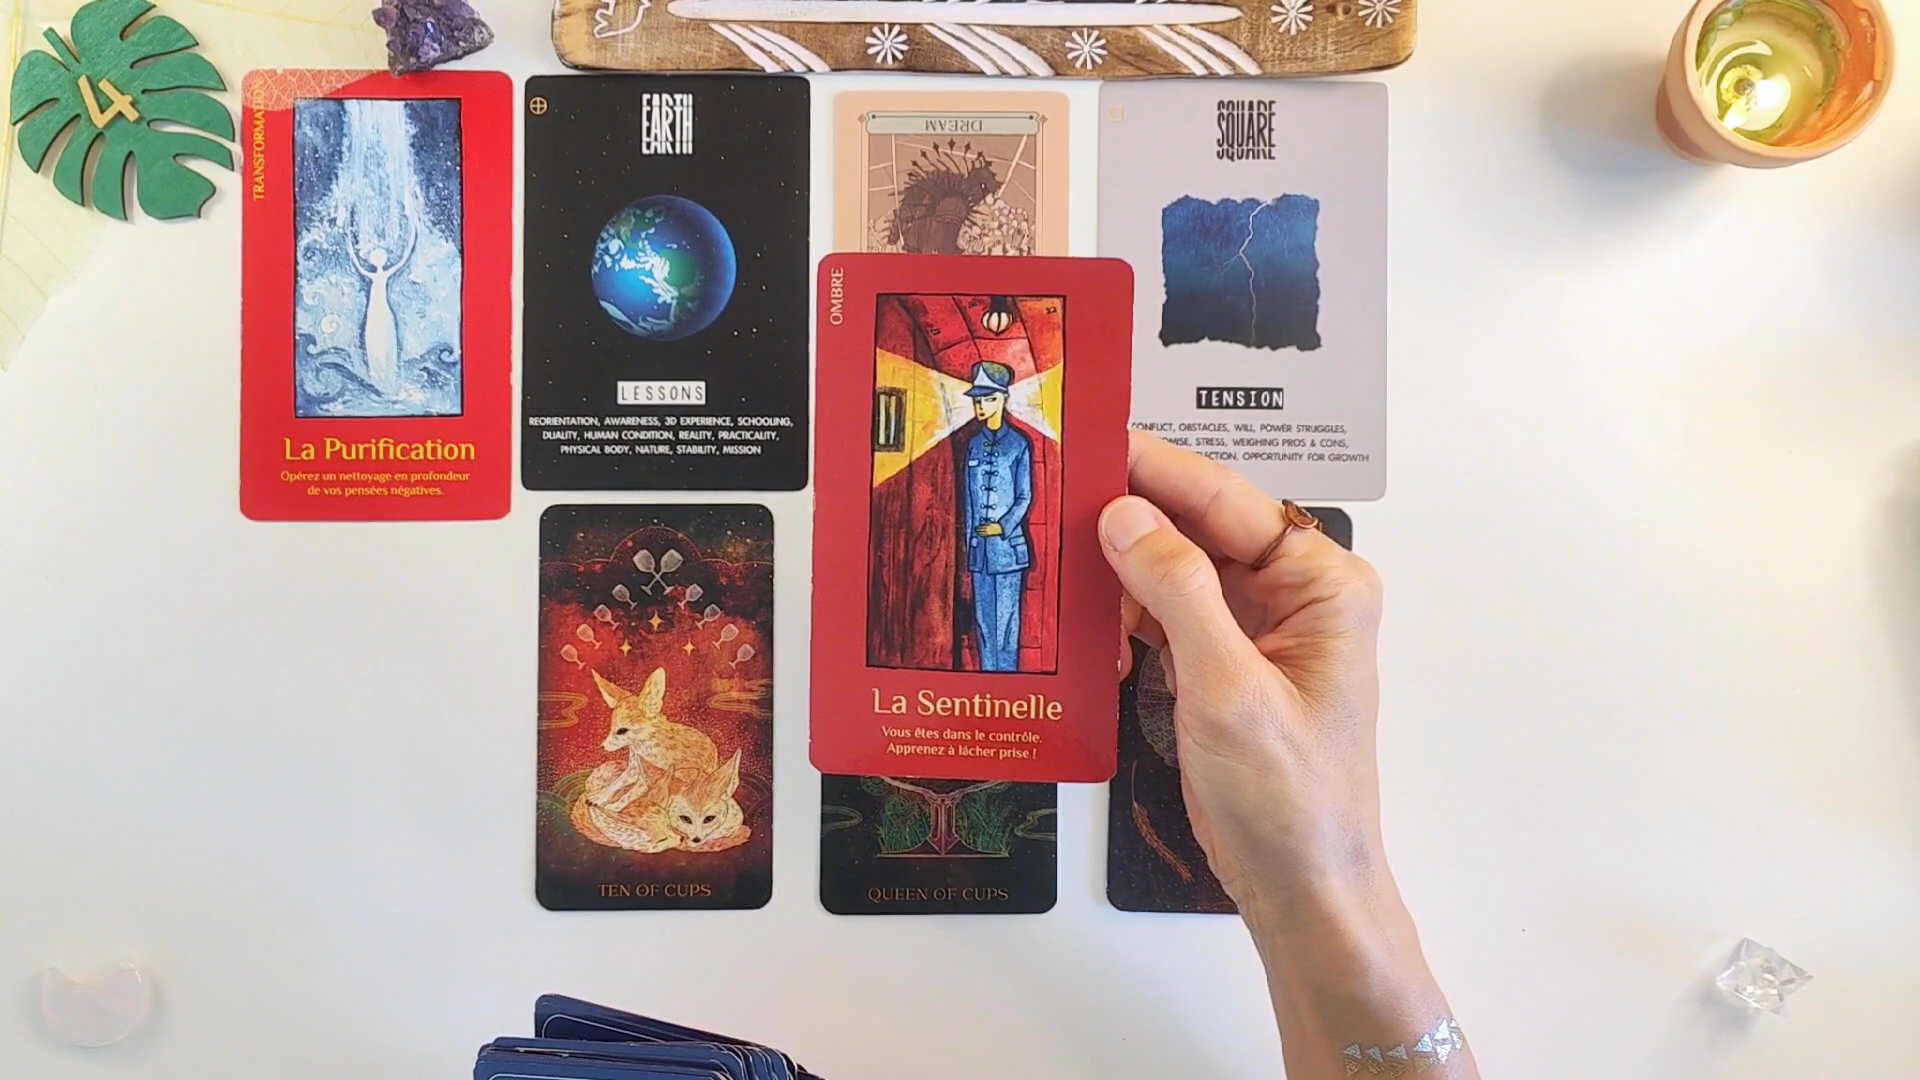 4
TRANSFORMATION
La Purification
Opérez un nettoyage en profondeur
de vos pensées négatives.
EARTH
LESSONS
REORIENTATION, AWARENESS, 3D EXPERIENCE, SCHOOLING,
DUALITY, HUMAN CONDITION, REALITY, PRACTICALITY,
PHYSICAL BODY, NATURE, STABILITY, MISSION
DREAM
SQUARE
TENSION
CONFLICT, OBSTACLES, WILL, POWER STRUGGLES,
STRESS, WEIGHING PROS & CONS,
OPPORTUNITY FOR GROWTH
OMBRE
La Sentinelle
Vous êtes dans le contrôle.
Apprenez à lâcher prise !
TEN OF CUPS
QUEEN OF CUPS